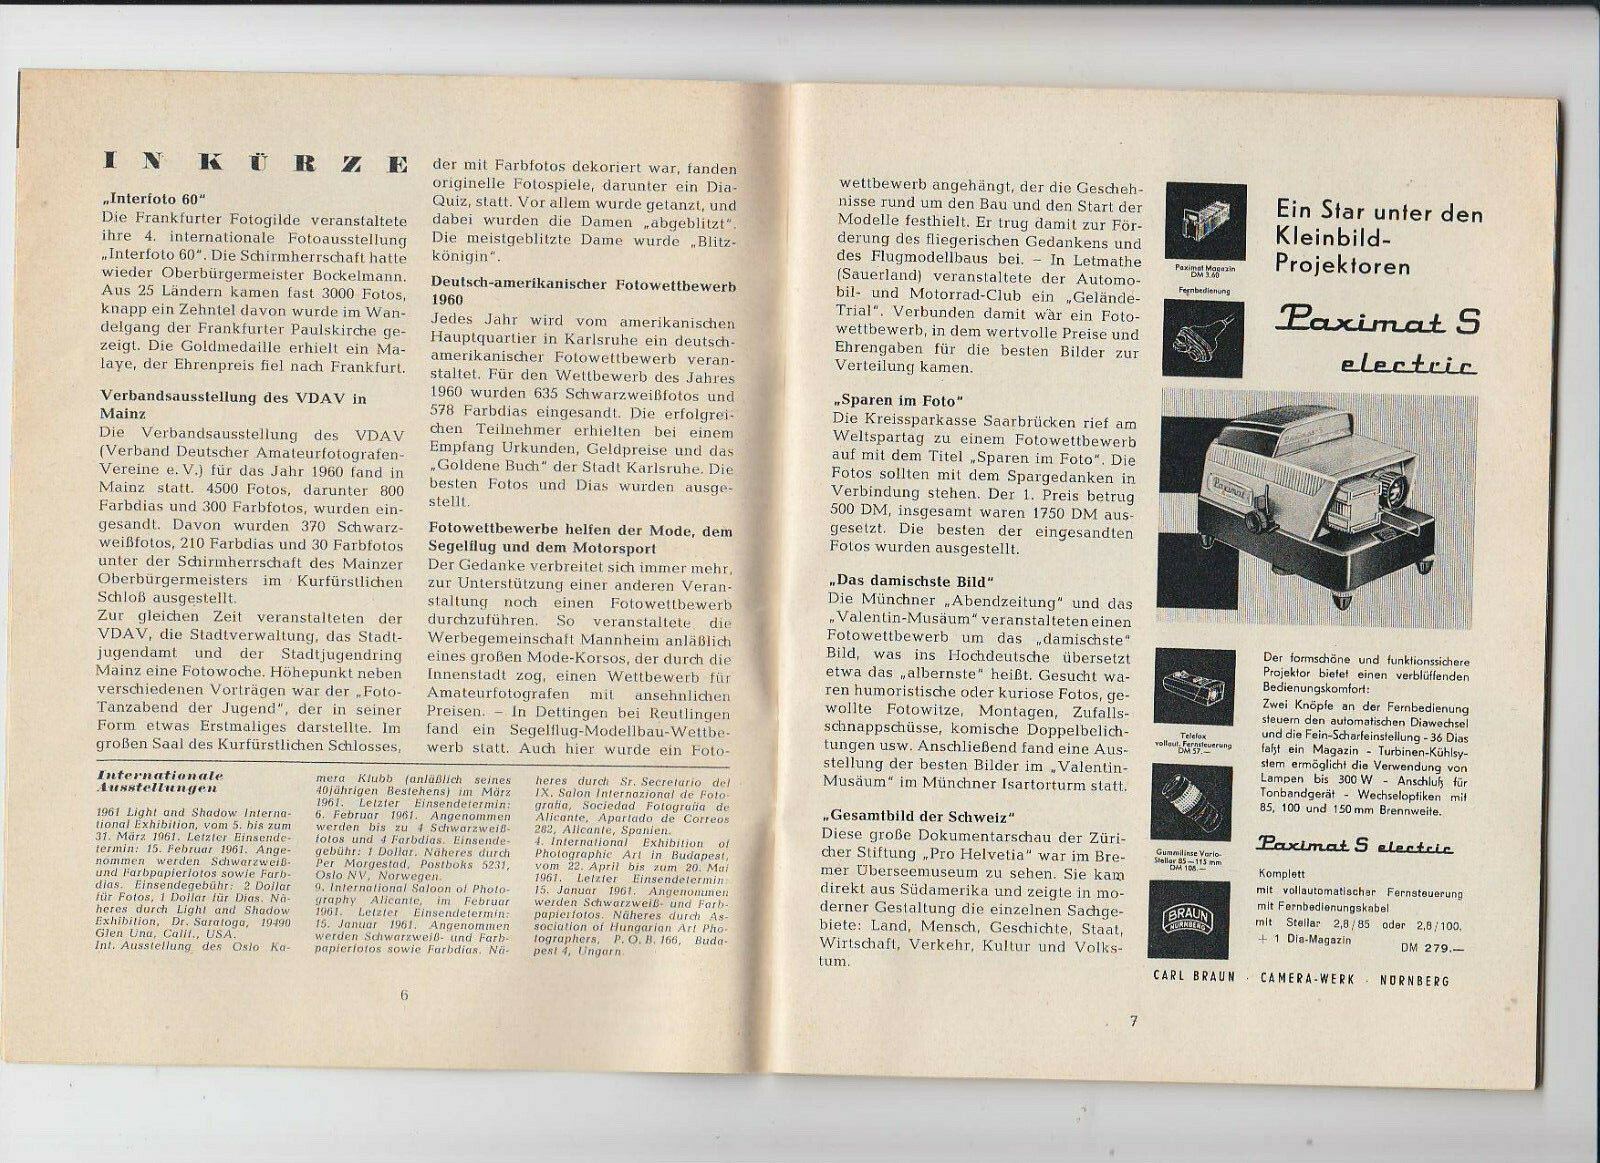 IN KÜRZE
„Interfoto 60“
Die Frankfurter Fotogilde veranstaltete
ihre 4. internationale Fotoausstellung
„Interfoto 60“. Die Schirmherrschaft hatte
wieder Oberbürgermeister Bockelmann.
Aus 25 Ländern kamen fast 3000 Fotos,
knapp ein Zehntel davon wurde im Wan-
delgang der Frankfurter Paulskirche ge-
zeigt. Die Goldmedaille erhielt ein Ma-
laye, der Ehrenpreis fiel nach Frankfurt.
Verbandsausstellung des VDAV in
Mainz
Die Verbandsausstellung des VDAV
(Verband Deutscher Amateurfotografen-
Vereine e. V.) für das Jahr 1960 fand in
Mainz statt. 4500 Fotos, darunter 800
Farbdias und 300 Farbfotos, wurden ein-
gesandt. Davon wurden 370 Schwarz-
weißfotos, 210 Farbdias und 30 Farbfotos
unter der Schirmherrschaft des Mainzer
Oberbürgermeisters im Kurfürstlichen
Schloß ausgestellt.
Zur gleichen Zeit veranstalteten der
VDAV, die Stadtverwaltung, das Stadt-
jugendamt und der Stadtjugendring
Mainz eine Fotowoche. Höhepunkt neben
verschiedenen Vorträgen war der „Foto-
Tanzabend der Jugend“, der in seiner
Form etwas Erstmaliges darstellte. Im
großen Saal des Kurfürstlichen Schlosses,
der mit Farbfotos dekoriert war, fanden
originelle Fotospiele, darunter ein Dia-
Quiz, statt. Vor allem wurde getanzt, und
dabei wurden die Damen „abgeblitzt“.
Die meistgeblitzte Dame wurde „Blitz-
königin“.
Deutsch-amerikanischer Fotowettbewerb
1960
Jedes Jahr wird vom amerikanischen
Hauptquartier in Karlsruhe ein deutsch-
amerikanischer Fotowettbewerb veran-
staltet. Für den Wettbewerb des Jahres
1960 wurden 635 Schwarzweißfotos und
578 Farbdias eingesandt. Die erfolgrei-
chen Teilnehmer erhielten bei einem
Empfang Urkunden, Geldpreise und das
„Goldene Buch“ der Stadt Karlsruhe. Die
besten Fotos und Dias wurden ausge-
stellt.
Fotowettbewerbe helfen der Mode, dem
Segelflug und dem Motorsport
Der Gedanke verbreitet sich immer mehr,
zur Unterstützung einer anderen Veran-
staltung noch einen Fotowettbewerb
durchzuführen. So veranstaltete die
Werbegemeinschaft Mannheim anläßlich
eines großen Mode-Korsos, der durch die
Innenstadt zog, einen Wettbewerb für
Amateurfotografen mit ansehnlichen
Preisen. – In Dettingen bei Reutlingen
fand ein Segelflug-Modellbau-Wettbe-
werb statt. Auch hier wurde ein Foto-
Internationale
Ausstellungen
1961 Light and Shadow Interna-
tional Exhibition, vom 5. bis zum
31. März 1961. Letzter Einsende-
termin: 15. Februar 1961. Ange-
nommen werden Schwarzweiß-
und Farbpapierfotos sowie Farb-
dias. Einsendegebühr: 2 Dollar
für Fotos, 1 Dollar für Dias. Nä-
heres durch Light and Shadow
Exhibition, Dr. Saratoga, 19490
Glen Una, Calif., USA.
Int. Ausstellung des Oslo Ka-
mera Klubb (anläßlich seines
40jährigen Bestehens) im März
1961. Letzter Einsendetermin:
6. Februar 1961. Angenommen
werden bis zu 4 Schwarzweiß-
fotos und 4 Farbdias. Einsende-
gebühr: 1 Dollar. Näheres durch
Per Morgestad, Postboks 5231,
Oslo NV, Norwegen.
9. International Saloon of Photo-
graphy Alicante, im Februar
1961. Letzter Einsendetermin:
15. Januar 1961. Angenommen
werden Schwarzweiß- und Farb-
papierfotos sowie Farbdias. Nä-
heres durch Sr. Secretario del
IX. Salon Internazional de Foto-
grafia, Sociedad Fotografia de
Alicante, Apartado de Correos
282, Alicante, Spanien.
4. International Exhibition of
Photographic Art in Budapest,
vom 22. April bis zum 20. Mai
1961. Letzter Einsendetermin:
15. Januar 1961. Angenommen
werden Schwarzweiß- und Farb-
papierfotos. Näheres durch As-
sociation of Hungarian Art Pho-
tographers, P. O. B. 166, Buda-
pest 4, Ungarn.
6
wettbewerb angehängt, der die Gescheh-
nisse rund um den Bau und den Start der
Modelle festhielt. Er trug damit zur För-
derung des fliegerischen Gedankens und
des Flugmodellbaus bei. – In Letmathe
(Sauerland) veranstaltete der Automo-
bil- und Motorrad-Club ein „Gelände-
Trial“. Verbunden damit war ein Foto-
wettbewerb, in dem wertvolle Preise und
Ehrengaben für die besten Bilder zur
Verteilung kamen.
„Sparen im Foto“
Die Kreissparkasse Saarbrücken rief am
Weltspartag zu einem Fotowettbewerb
auf mit dem Titel „Sparen im Foto“. Die
Fotos sollten mit dem Spargedanken in
Verbindung stehen. Der 1. Preis betrug
500 DM, insgesamt waren 1750 DM aus-
gesetzt. Die besten der eingesandten
Fotos wurden ausgestellt.
„Das damischste Bild“
Die Münchner „Abendzeitung“ und das
„Valentin-Musäum“ veranstalteten einen
Fotowettbewerb um das „damischste“
Bild, was ins Hochdeutsche übersetzt
etwa das „albernste“ heißt. Gesucht wa-
ren humoristische oder kuriose Fotos, ge-
wollte Fotowitze, Montagen, Zufalls-
schnappschüsse, komische Doppelbelich-
tungen usw. Anschließend fand eine Aus-
stellung der besten Bilder im „Valentin-
Musäum“ im Münchner Isartorturm statt.
„Gesamtbild der Schweiz“
Diese große Dokumentarschau der Züri-
cher Stiftung „Pro Helvetia“ war im Bre-
mer Überseemuseum zu sehen. Sie kam
direkt aus Südamerika und zeigte in mo-
derner Gestaltung die einzelnen Sachge-
biete: Land, Mensch, Geschichte, Staat,
Wirtschaft, Verkehr, Kultur und Volks-
tum.
Paximat Magazin
DM 3.60
Fernbedienung
Ein Star unter den
Kleinbild-
Projektoren
Paximat S
electric
Paximat
Telefox
vollaut. Fernsteuerung
DM 57.—
Gummilinse Vario-
Stellar 85—115 mm
DM 108.—
BRAUN
NÜRNBERG
Der formschöne und funktionssichere
Projektor bietet einen verblüffenden
Bedienungskomfort:
Zwei Knöpfe an der Fernbedienung
steuern den automatischen Diawechsel
und die Fein-Scharfeinstellung - 36 Dias
faßt ein Magazin - Turbinen-Kühlsy-
stem ermöglicht die Verwendung von
Lampen bis 300 W - Anschluß für
Tonbandgerät - Wechseloptiken mit
85, 100 und 150 mm Brennweite.
Paximat S electric
Komplett
mit vollautomatischer Fernsteuerung
mit Fernbedienungskabel
mit Stellar 2,8/85 oder 2,8/100.
+ 1 Dia-Magazin
DM 279.—
CARL BRAUN · CAMERA-WERK · NÜRNBERG
7